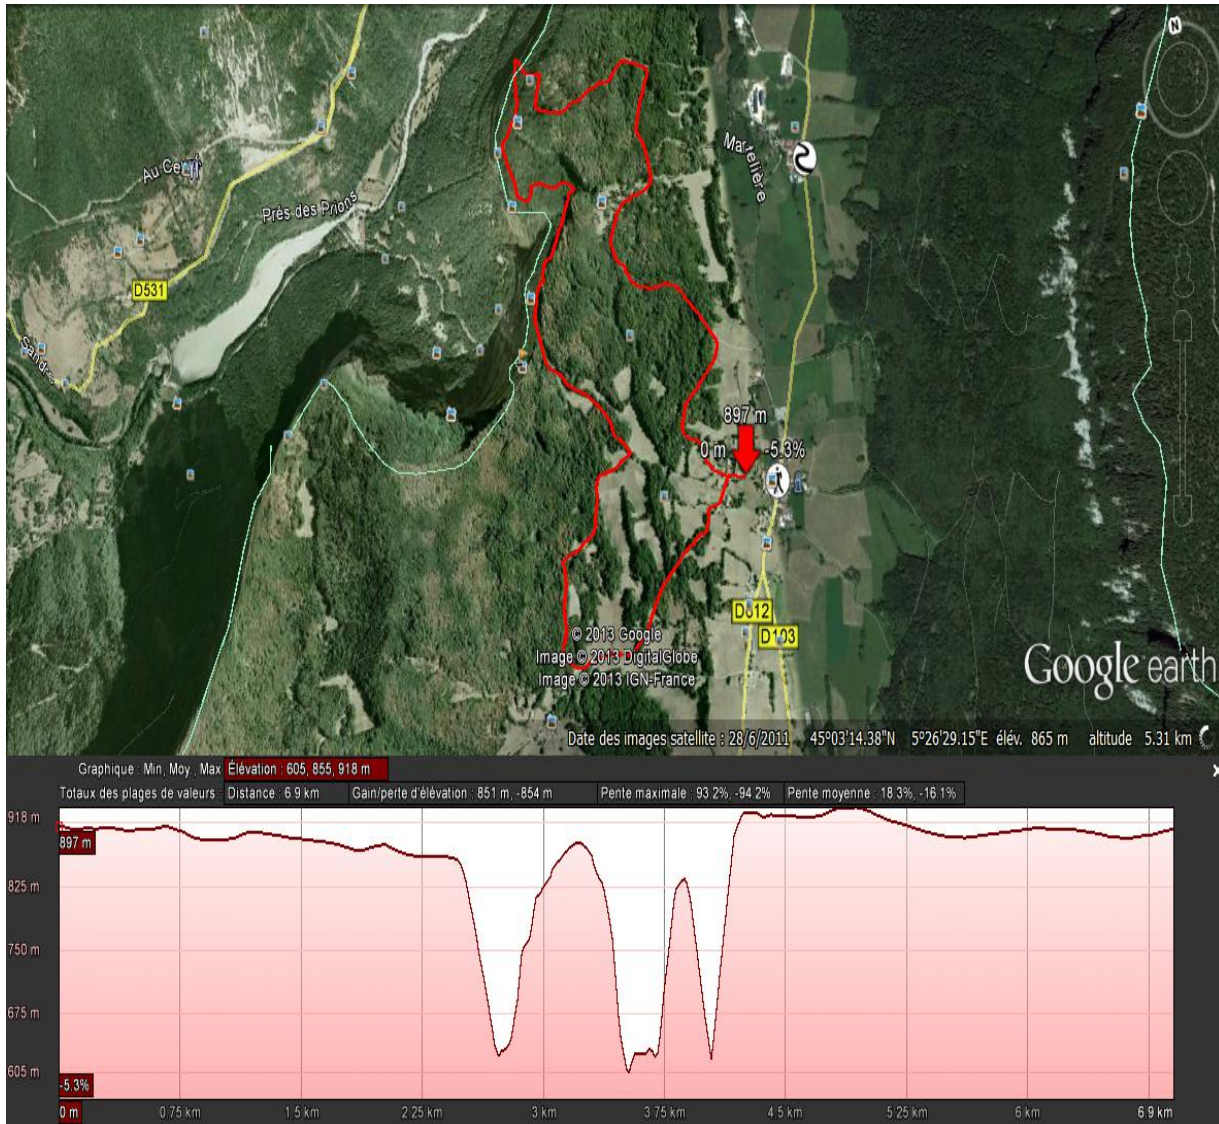 N
Martelière
Au Cerf
Près des Prions
D531
897 m
0 m
-5.3%
D612
D103
© 2013 Google
Image © 2013 DigitalGlobe
Image © 2013 IGN-France
Google earth
Date des images satellite : 28/6/2011 45°03'14.38"N 5°26'29.15"E élév. 865 m altitude 5.31 km
Graphique : Min, Moy., Max Élévation : 605, 855, 918 m
Totaux des plages de valeurs : Distance : 6.9 km Gain/perte d'élévation : 851 m, -854 m Pente maximale : 93.2%, -94.2% Pente moyenne : 18.3%, -16.1%
918 m
897 m
825 m
750 m
675 m
605 m
-5.3%
0 m 0.75 km 1.5 km 2.25 km 3 km 3.75 km 4.5 km 5.25 km 6 km 6.9 km